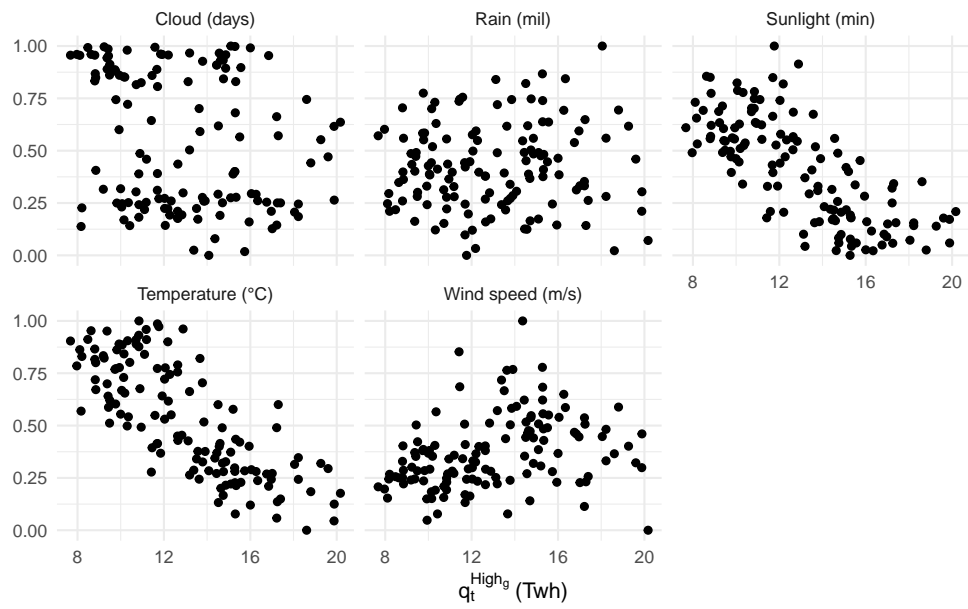 Cloud (days) Rain (mil) Sunlight (min)
1.00
0.75
0.50
0.25
0.00
8 12 16 20
Temperature (°C) Wind speed (m/s)
1.00
0.75
0.50
0.25
0.00
8 12 16 20 8 12 16 20
q_t^High_g (Twh)